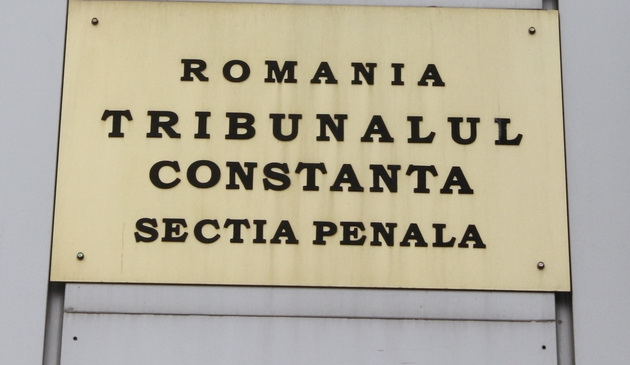 ROMANIA
TRIBUNALUL
CONSTANTA
SECTIA PENALA